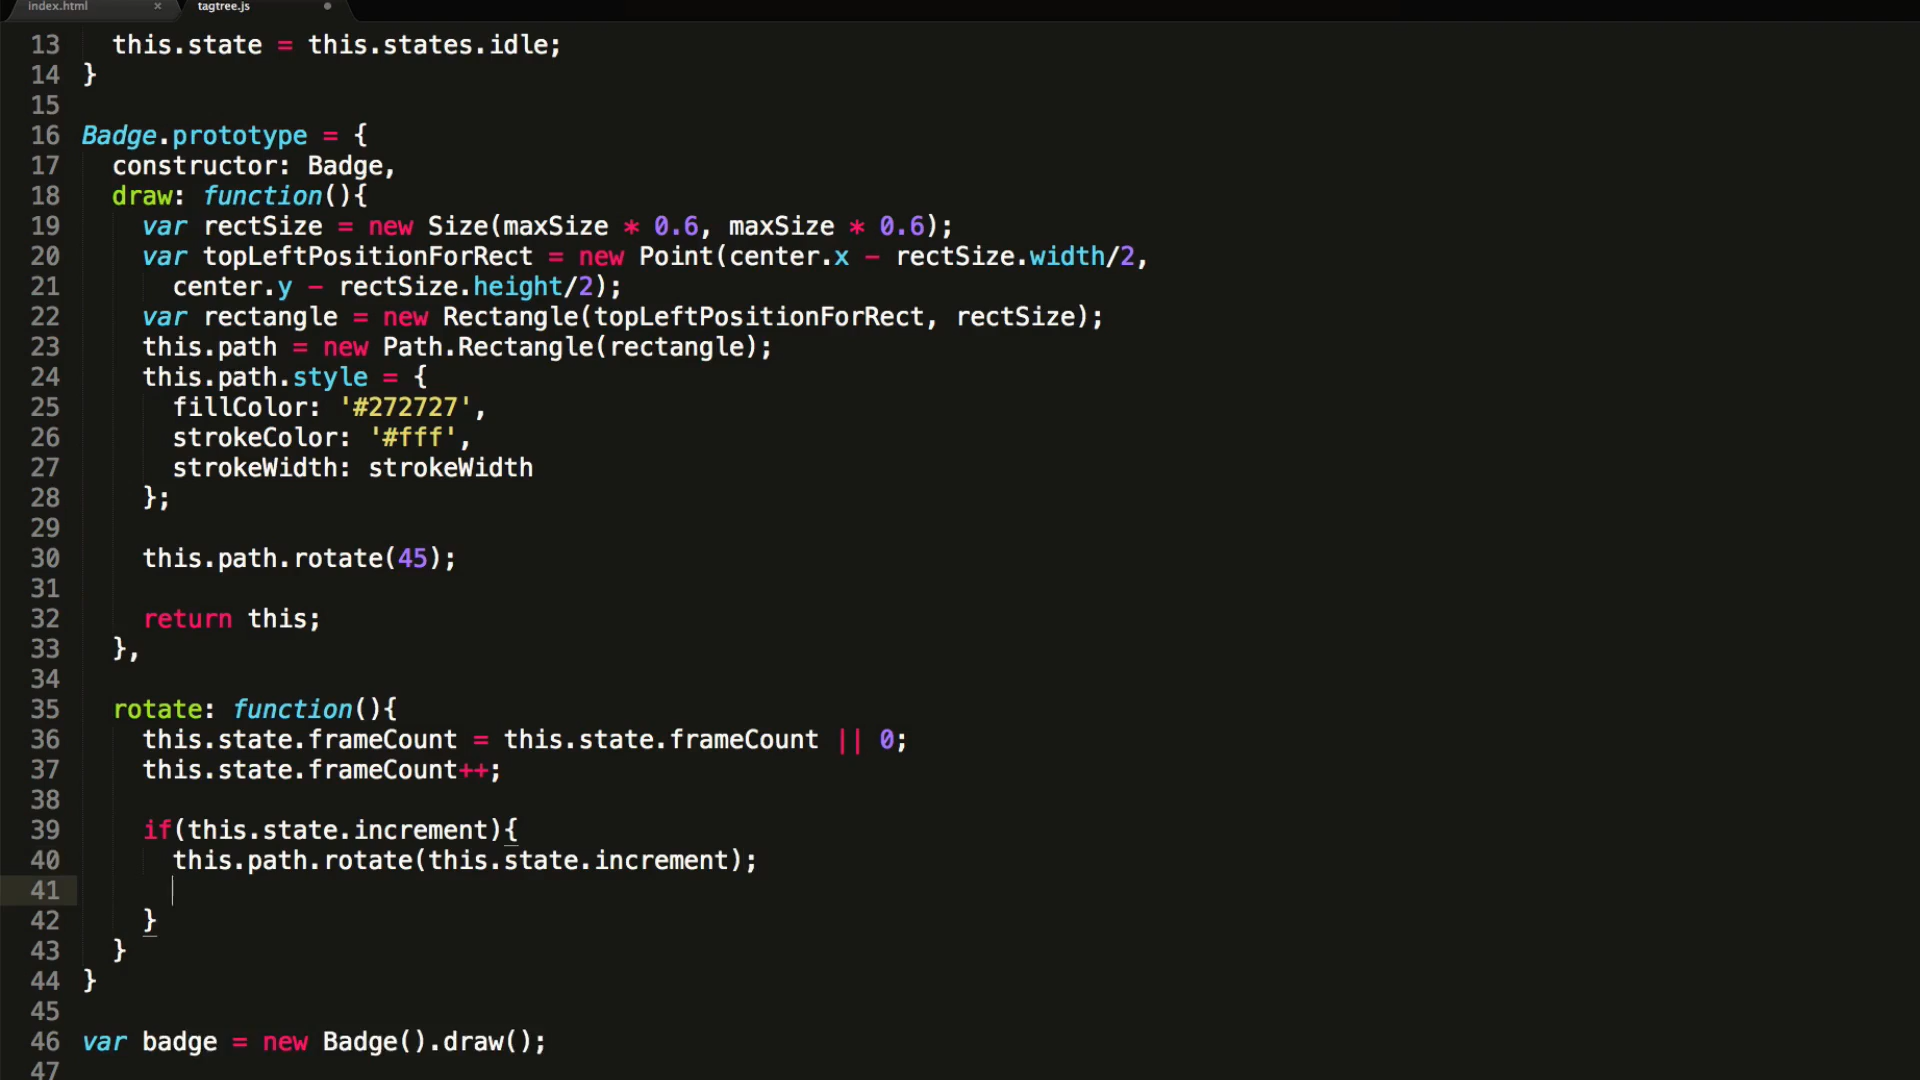 index.html × tagtree.js
13 this.state = this.states.idle;
14 }
15
16 Badge.prototype = {
17 constructor: Badge,
18 draw: function(){
19 var rectSize = new Size(maxSize * 0.6, maxSize * 0.6);
20 var topLeftPositionForRect = new Point(center.x - rectSize.width/2,
21 center.y - rectSize.height/2);
22 var rectangle = new Rectangle(topLeftPositionForRect, rectSize);
23 this.path = new Path.Rectangle(rectangle);
24 this.path.style = {
25 fillColor: '#272727',
26 strokeColor: '#fff',
27 strokeWidth: strokeWidth
28 };
29
30 this.path.rotate(45);
31
32 return this;
33 },
34
35 rotate: function(){
36 this.state.frameCount = this.state.frameCount || 0;
37 this.state.frameCount++;
38
39 if(this.state.increment){
40 this.path.rotate(this.state.increment);
41
42 }
43 }
44 }
45
46 var badge = new Badge().draw();
47